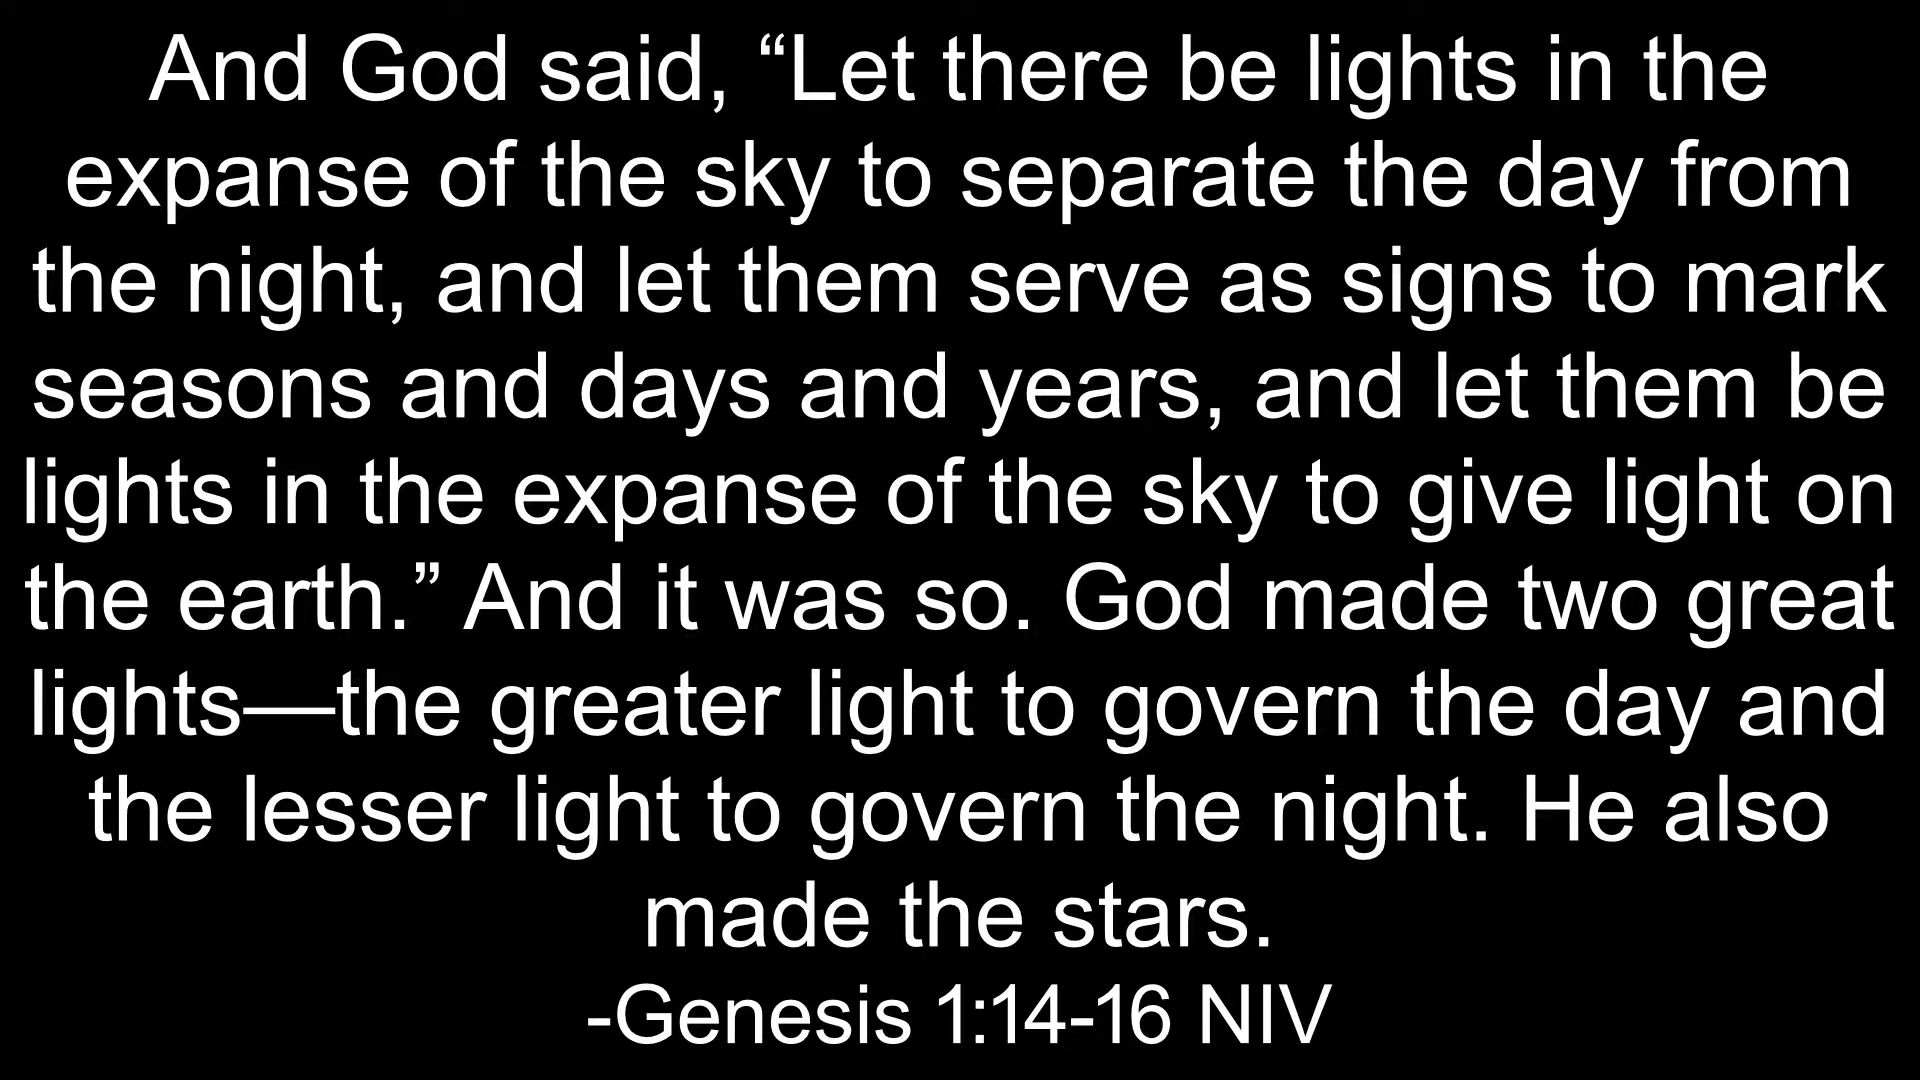 And God said, “Let there be lights in the
expanse of the sky to separate the day from
the night, and let them serve as signs to mark
seasons and days and years, and let them be
lights in the expanse of the sky to give light on
the earth.” And it was so. God made two great
lights—the greater light to govern the day and
the lesser light to govern the night. He also
made the stars.
-Genesis 1:14-16 NIV